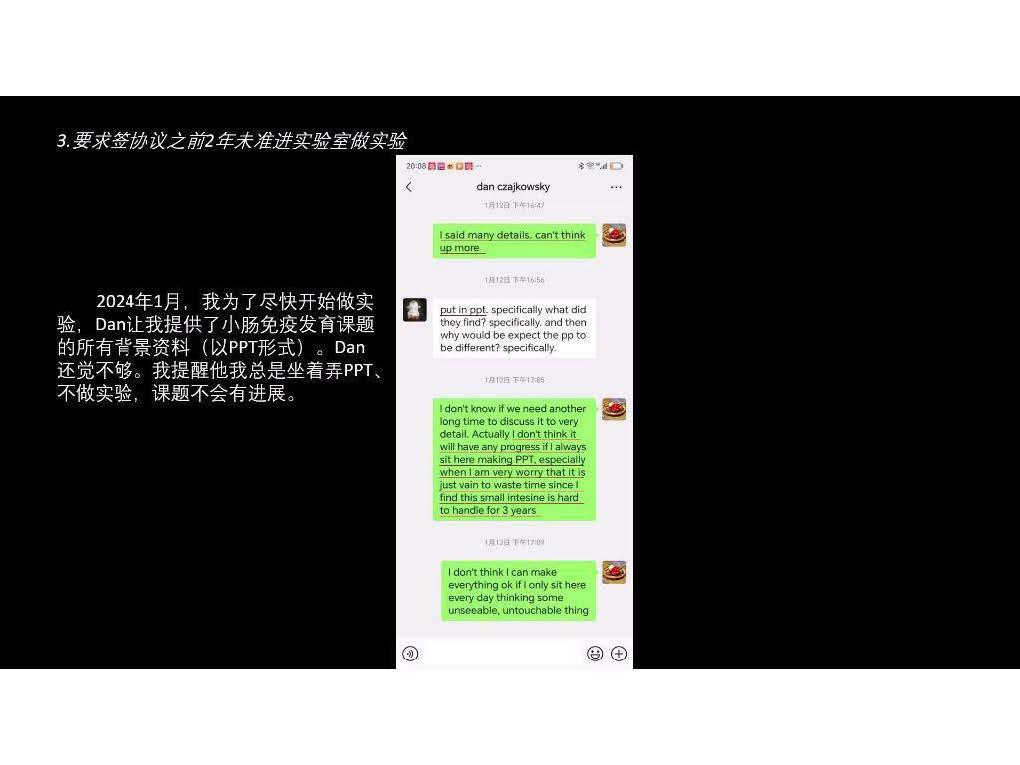 3.要求签协议之前2年未准进实验室做实验
2024年1月，我为了尽快开始做实
验，Dan让我提供了小肠免疫发育课题
的所有背景资料（以PPT形式）。Dan
还觉不够。我提醒他我总是坐着弄PPT、
不做实验，课题不会有进展。
20:08
dan czajkowsky
1月12日 下午16:47
I said many details. can't think
up more
1月12日 下午16:56
put in ppt. specifically what did
they find? specifically. and then
why would be expect the pp to
be different? specifically.
1月12日 下午17:05
I don't know if we need another
long time to discuss it to very
detail. Actually I don't think it
will have any progress if I always
sit here making PPT, especially
when I am very worry that it is
just vain to waste time since I
find this small intesine is hard
to handle for 3 years
1月12日 下午17:09
I don't think I can make
everything ok if I only sit here
every day thinking some
unseeable, untouchable thing